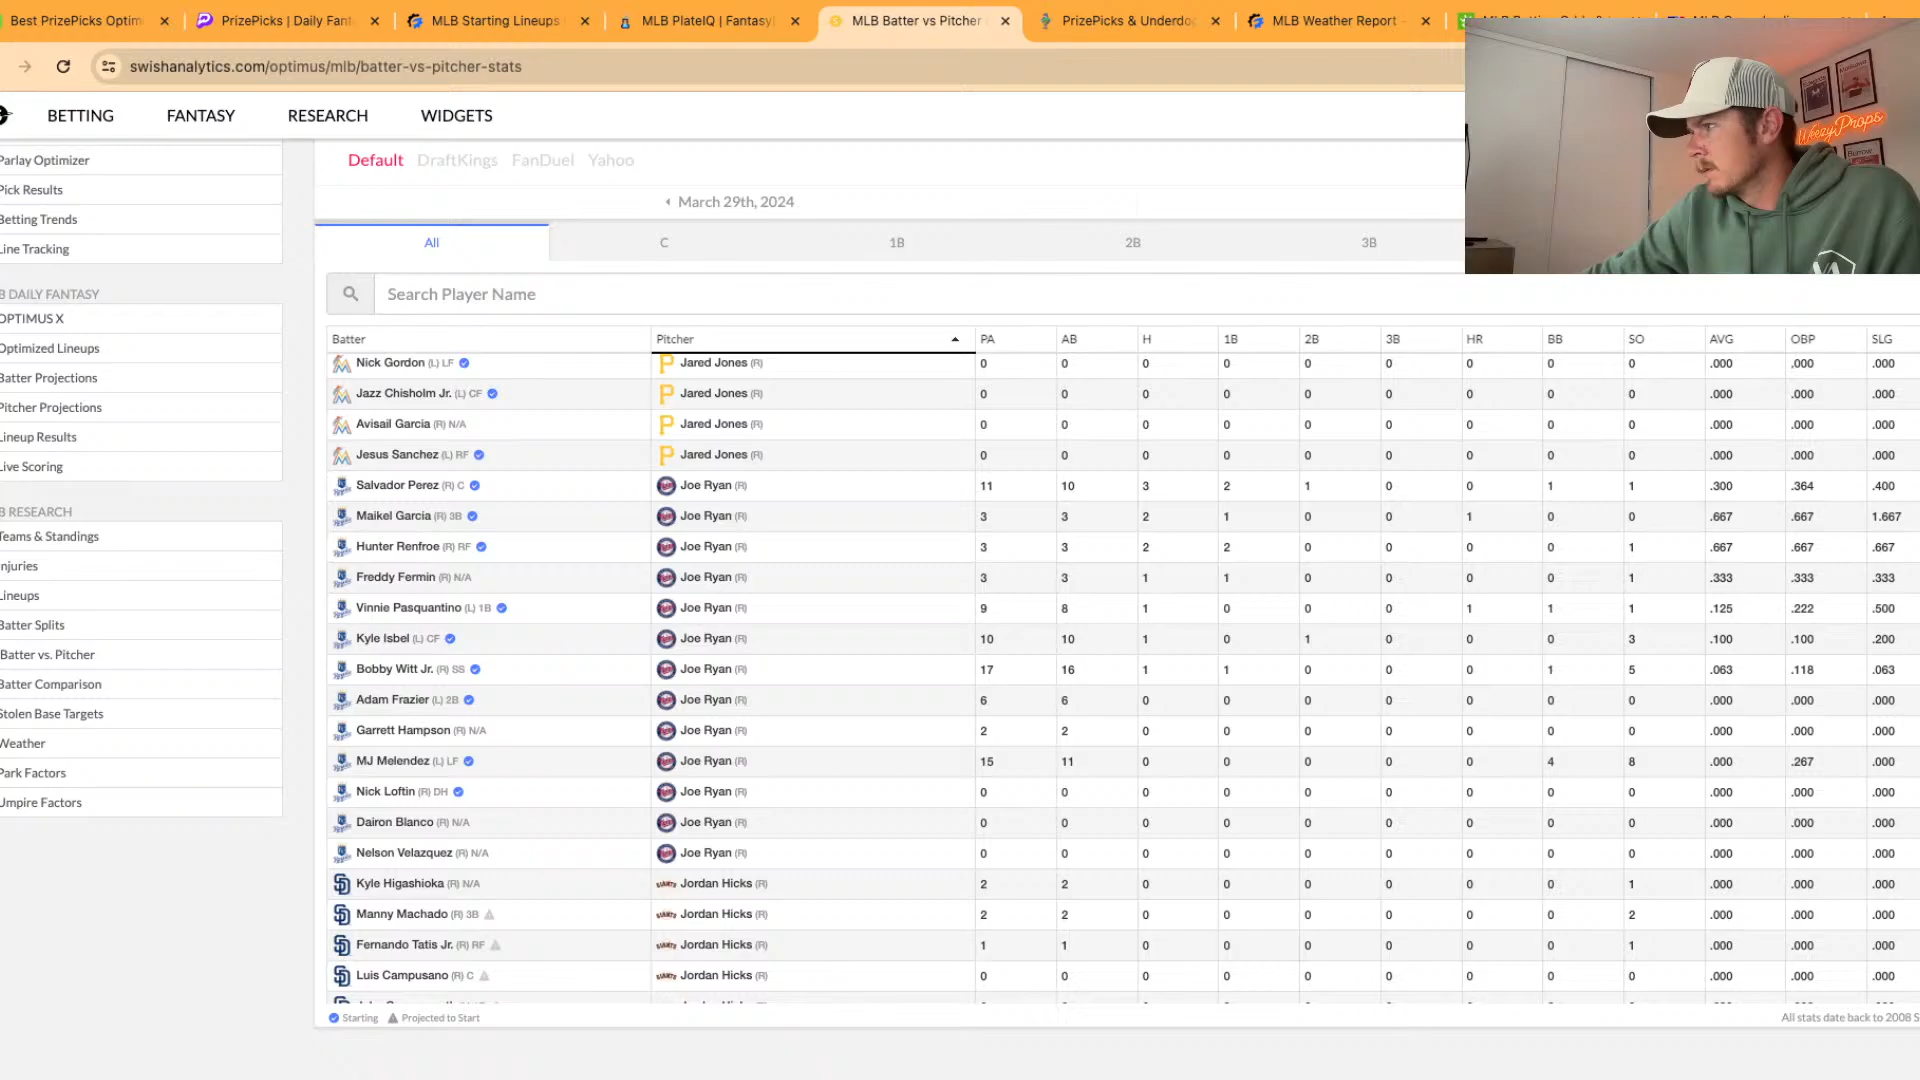 Best PrizePicks Optim
PrizePicks | Daily Fant
MLB Starting Lineups
MLB PlateIQ | Fantasy
MLB Batter vs Pitcher
PrizePicks & Underdo
MLB Weather Report -
swishanalytics.com/optimus/mlb/batter-vs-pitcher-stats
BETTING FANTASY RESEARCH WIDGETS
WeezyProps
Burrow
Parlay Optimizer
Pick Results
Betting Trends
Line Tracking
B DAILY FANTASY
OPTIMUS X
Optimized Lineups
Batter Projections
Pitcher Projections
Lineup Results
Live Scoring
B RESEARCH
Teams & Standings
Injuries
Lineups
Batter Splits
Batter vs. Pitcher
Batter Comparison
Stolen Base Targets
Weather
Park Factors
Umpire Factors
Default DraftKings FanDuel Yahoo
March 29th, 2024
All C 1B 2B 3B
Search Player Name
Batter Pitcher PA AB H 1B 2B 3B HR BB SO AVG OBP SLG
Nick Gordon (L) LF Jared Jones (R) 0 0 0 0 0 0 0 0 0 .000 .000 .000
Jazz Chisholm Jr. (L) CF Jared Jones (R) 0 0 0 0 0 0 0 0 0 .000 .000 .000
Avisail Garcia (R) N/A Jared Jones (R) 0 0 0 0 0 0 0 0 0 .000 .000 .000
Jesus Sanchez (L) RF Jared Jones (R) 0 0 0 0 0 0 0 0 0 .000 .000 .000
Salvador Perez (R) C Joe Ryan (R) 11 10 3 2 1 0 0 1 1 .300 .364 .400
Maikel Garcia (R) 3B Joe Ryan (R) 3 3 2 1 0 0 1 0 0 .667 .667 1.667
Hunter Renfroe (R) RF Joe Ryan (R) 3 3 2 2 0 0 0 0 1 .667 .667 .667
Freddy Fermin (R) N/A Joe Ryan (R) 3 3 1 1 0 0 0 0 1 .333 .333 .333
Vinnie Pasquantino (L) 1B Joe Ryan (R) 9 8 1 0 0 0 1 1 1 .125 .222 .500
Kyle Isbel (L) CF Joe Ryan (R) 10 10 1 0 1 0 0 0 3 .100 .100 .200
Bobby Witt Jr. (R) SS Joe Ryan (R) 17 16 1 1 0 0 0 1 5 .063 .118 .063
Adam Frazier (L) 2B Joe Ryan (R) 6 6 0 0 0 0 0 0 0 .000 .000 .000
Garrett Hampson (R) N/A Joe Ryan (R) 2 2 0 0 0 0 0 0 0 .000 .000 .000
MJ Melendez (L) LF Joe Ryan (R) 15 11 0 0 0 0 0 4 8 .000 .267 .000
Nick Loftin (R) DH Joe Ryan (R) 0 0 0 0 0 0 0 0 0 .000 .000 .000
Dairon Blanco (R) N/A Joe Ryan (R) 0 0 0 0 0 0 0 0 0 .000 .000 .000
Nelson Velazquez (R) N/A Joe Ryan (R) 0 0 0 0 0 0 0 0 0 .000 .000 .000
Kyle Higashioka (R) N/A Jordan Hicks (R) 2 2 0 0 0 0 0 0 1 .000 .000 .000
Manny Machado (R) 3B Jordan Hicks (R) 2 2 0 0 0 0 0 0 2 .000 .000 .000
Fernando Tatis Jr. (R) RF Jordan Hicks (R) 1 1 0 0 0 0 0 0 1 .000 .000 .000
Luis Campusano (R) C Jordan Hicks (R) 0 0 0 0 0 0 0 0 0 .000 .000 .000
Starting Projected to Start
All stats date back to 2008 S